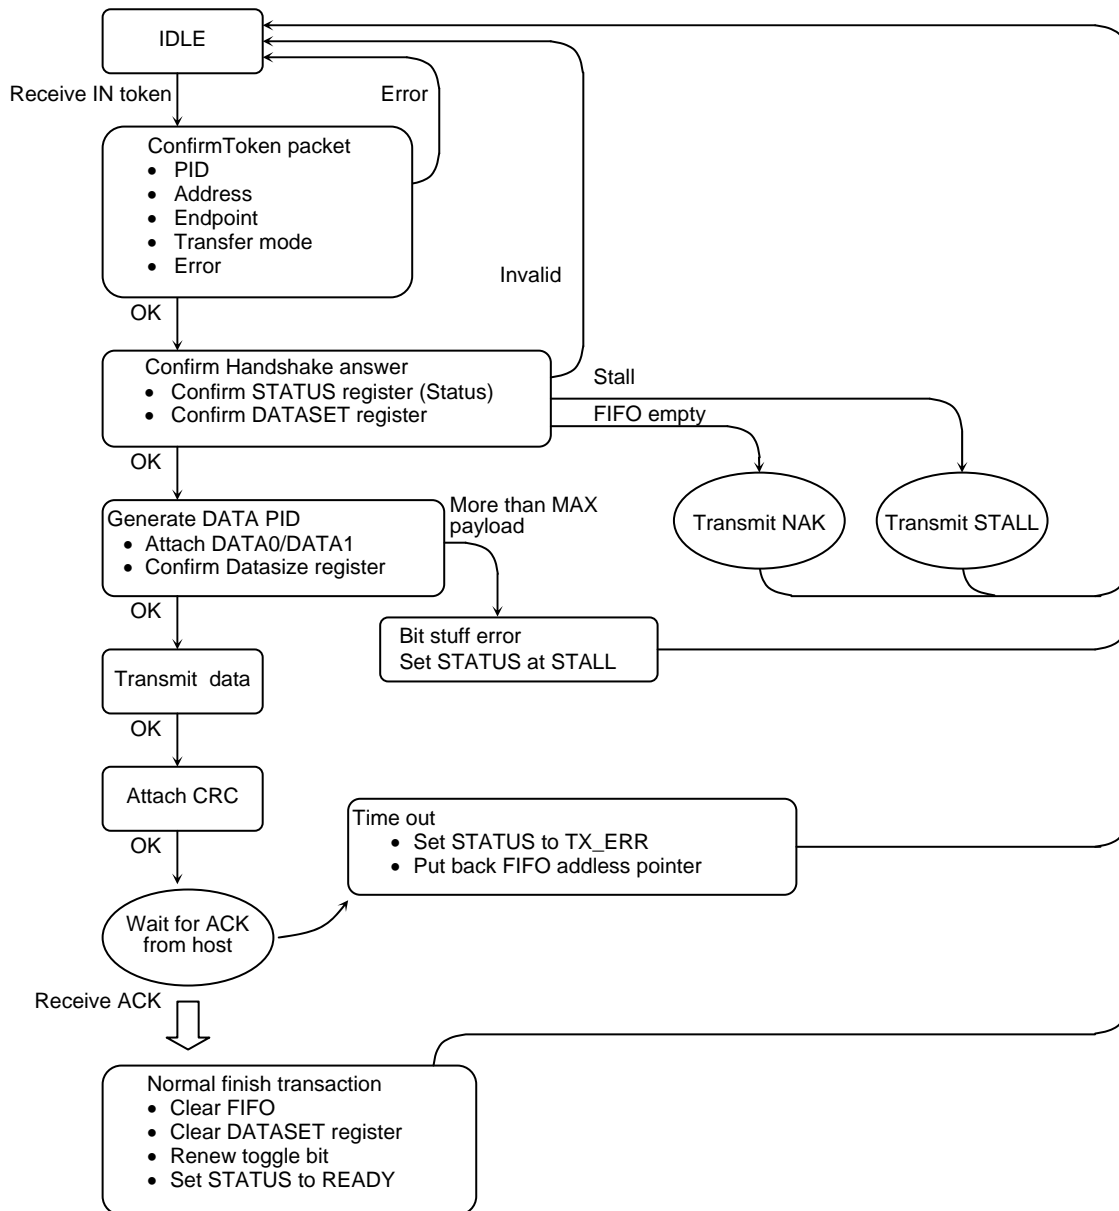 IDLE
Receive IN token
Error
ConfirmToken packet
• PID
• Address
• Endpoint
• Transfer mode
• Error
Invalid
OK
Confirm Handshake answer
• Confirm STATUS register (Status)
• Confirm DATASET register
Stall
FIFO empty
OK
Transmit NAK
Transmit STALL
Generate DATA PID
• Attach DATA0/DATA1
• Confirm Datasize register
More than MAX
payload
OK
Bit stuff error
Set STATUS at STALL
Transmit data
OK
Attach CRC
OK
Time out
• Set STATUS to TX_ERR
• Put back FIFO addless pointer
Wait for ACK
from host
Receive ACK
Normal finish transaction
• Clear FIFO
• Clear DATASET register
• Renew toggle bit
• Set STATUS to READY